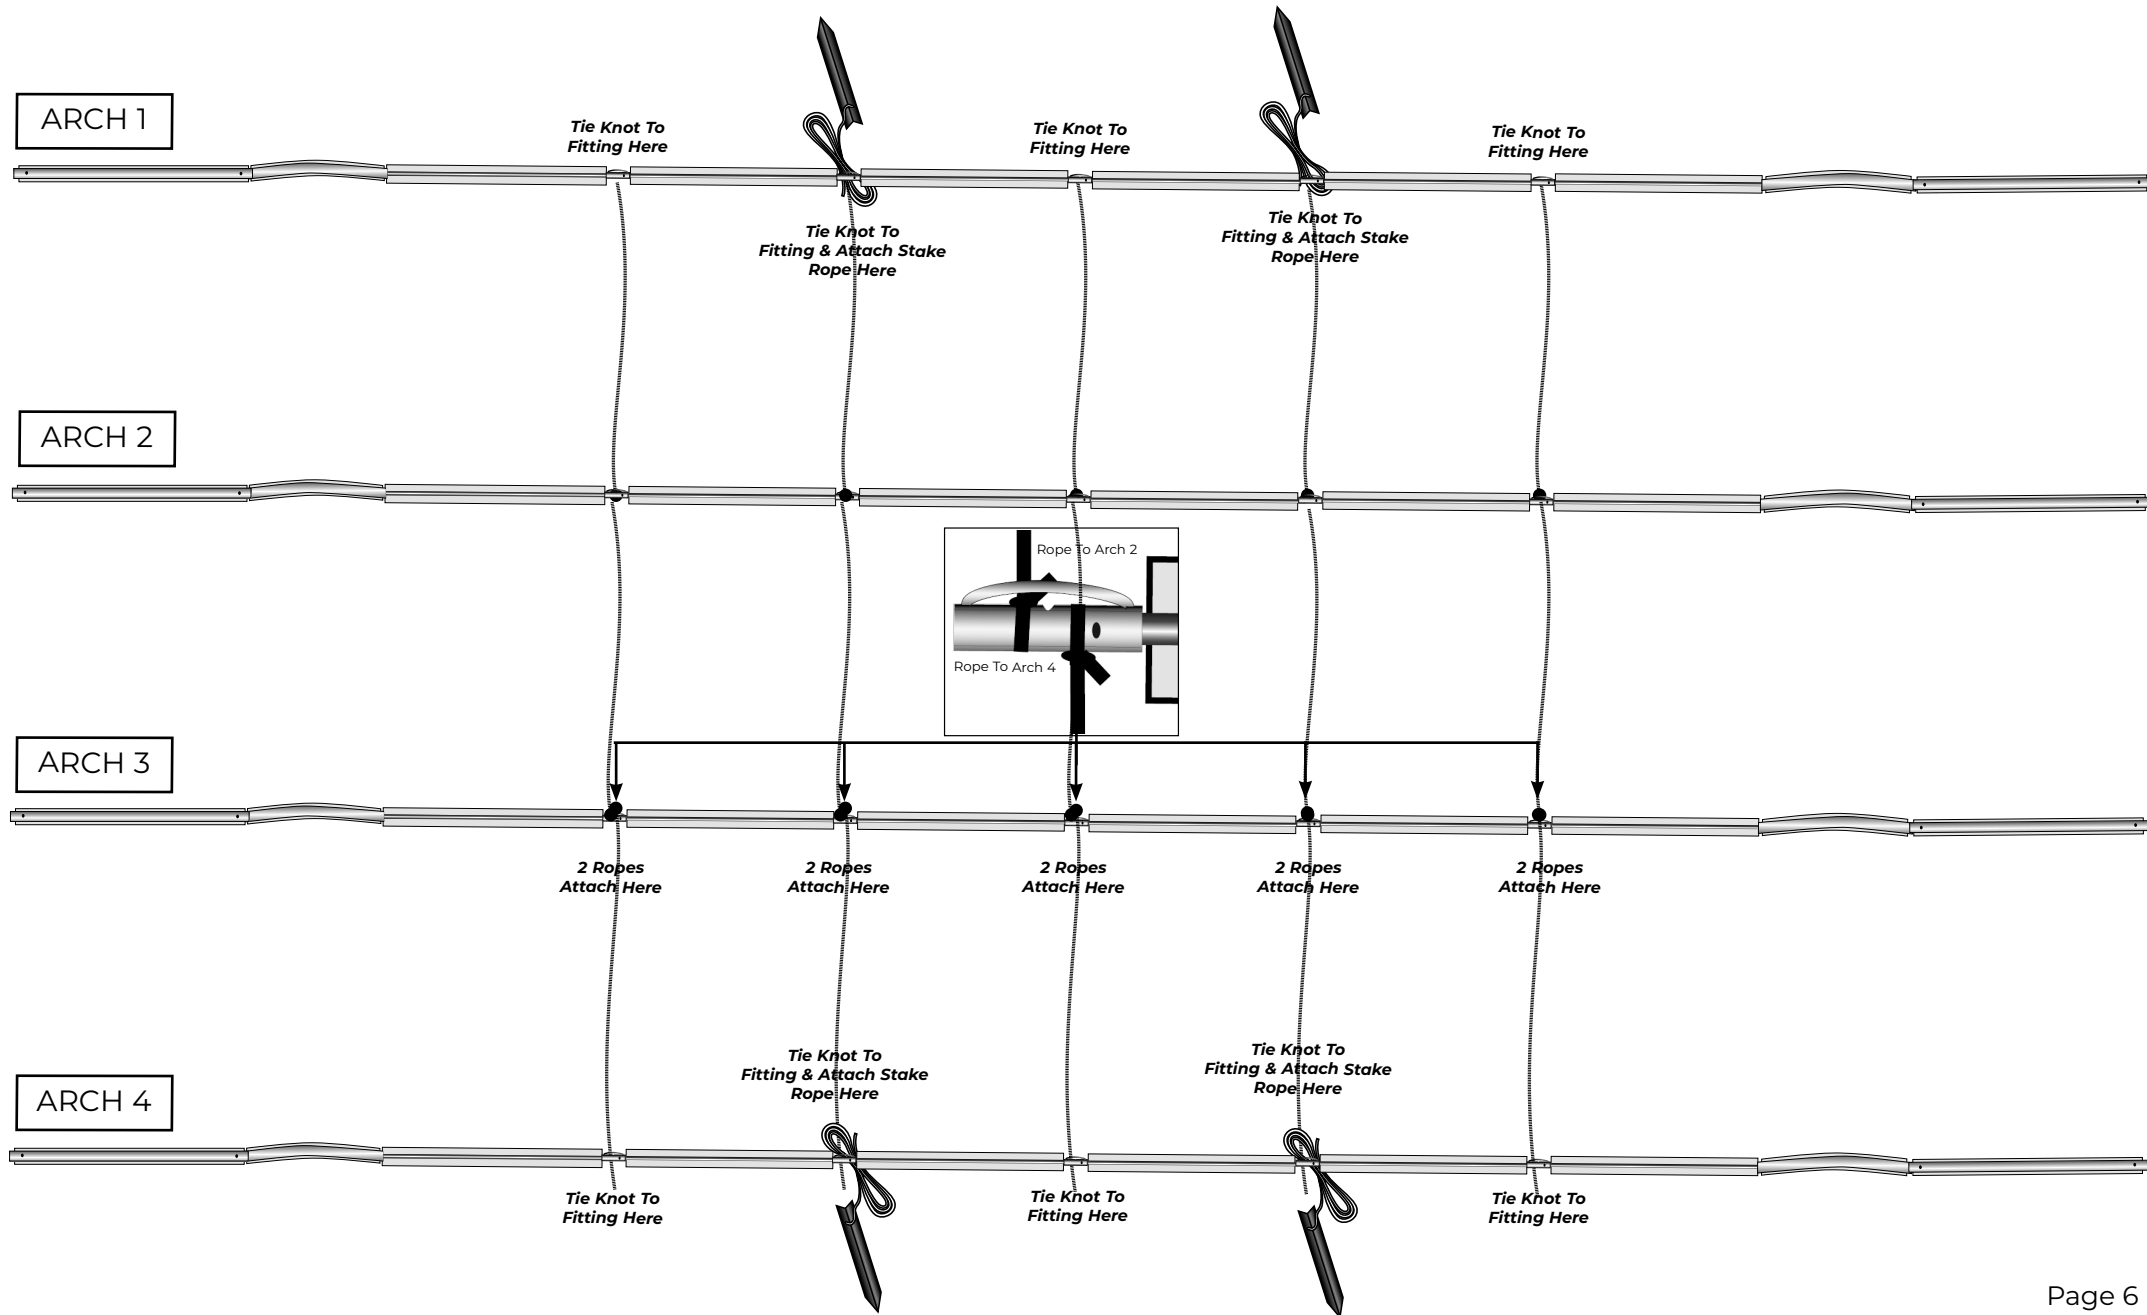 ARCH 1
Tie Knot To
Fitting Here
Tie Knot To
Fitting Here
Tie Knot To
Fitting Here
Tie Knot To
Fitting & Attach Stake
Rope Here
Tie Knot To
Fitting & Attach Stake
Rope Here
ARCH 2
Rope To Arch 2
Rope To Arch 4
ARCH 3
2 Ropes
Attach Here
2 Ropes
Attach Here
2 Ropes
Attach Here
2 Ropes
Attach Here
2 Ropes
Attach Here
Tie Knot To
Fitting & Attach Stake
Rope Here
Tie Knot To
Fitting & Attach Stake
Rope Here
ARCH 4
Tie Knot To
Fitting Here
Tie Knot To
Fitting Here
Tie Knot To
Fitting Here
Page 6